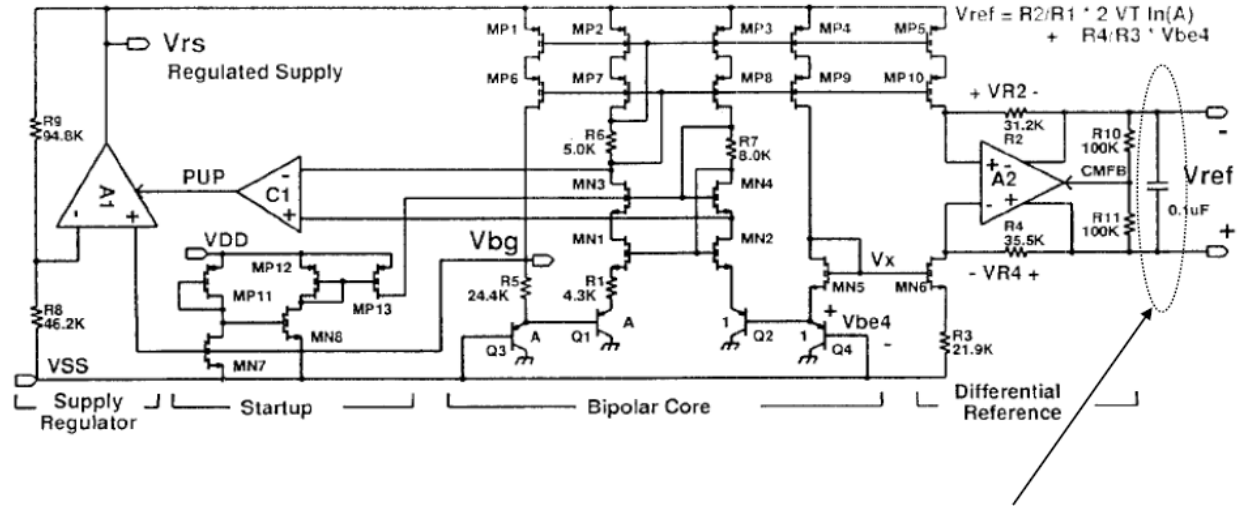 MP1
MP2
MP3
MP4
MP5
Vref = R2/R1 * 2 VT ln(A)
+ R4/R3 * Vbe4
Vrs
Regulated Supply
MP6
MP7
MP8
MP9
MP10
+ VR2 -
31.2K
R2
R9
94.8K
R6
5.0K
R7
8.0K
R10
100K
-
PUP
C1
-
+
A1
-
+
MN3
MN4
+
-
A2
-
+
CMFB
Vref
0.1uF
VDD
Vbg
MN1
MN2
R4
35.5K
R11
100K
+
- VR4 +
MP12
MP11
MP13
R5
24.4K
R1
4.3K
Vx
MN5
MN6
R8
46.2K
MN8
MN7
A
Q3
A
Q1
1
Q2
+
Vbe4
-
1
Q4
R3
21.9K
VSS
Supply
Regulator
Startup
Bipolar Core
Differential
Reference